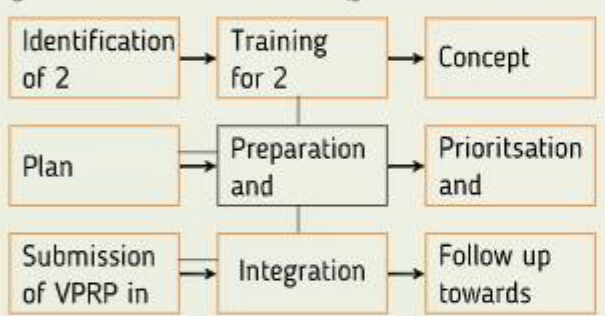 Identification
of 2
Training
for 2
Concept
Plan
Preparation
and
Prioritsation
and
Submission
of VPRP in
Integration
Follow up
towards